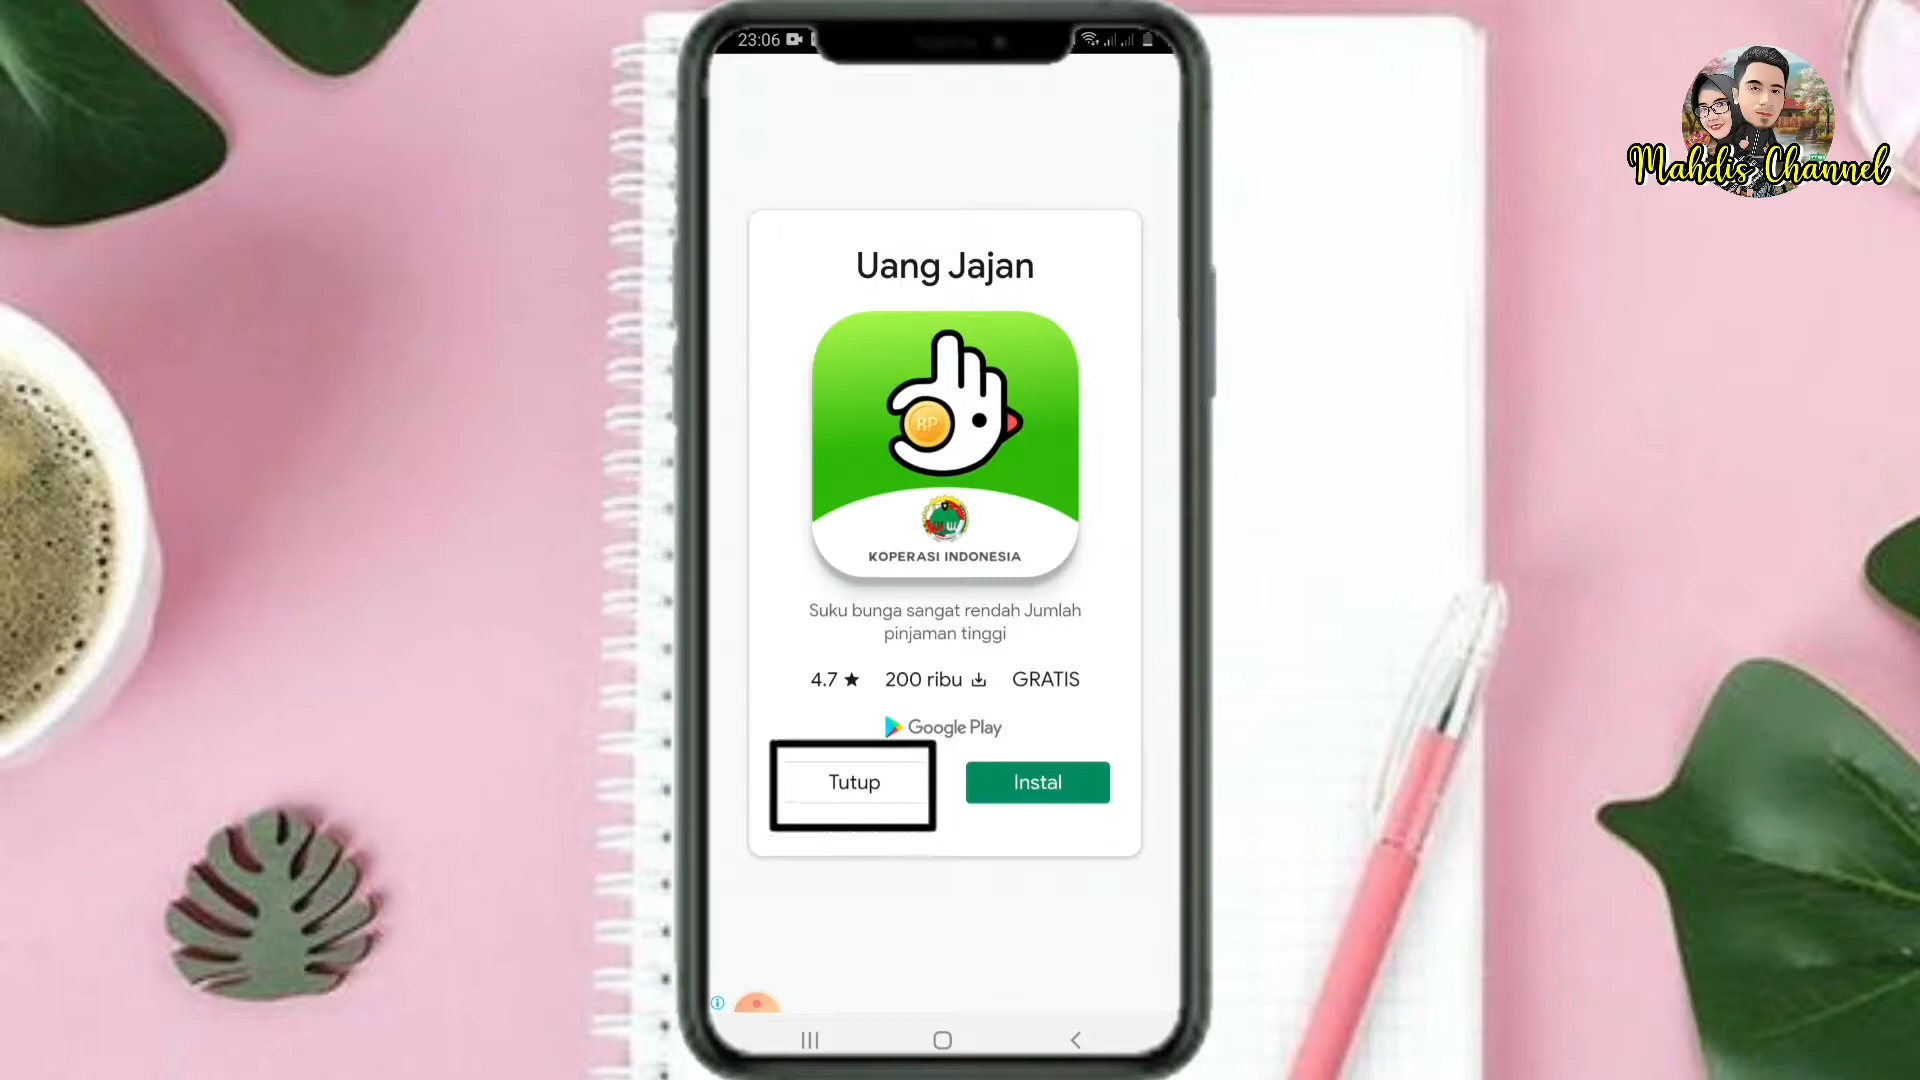 23:06
Mahdis Channel
Uang Jajan
RP
KOPERASI INDONESIA
Suku bunga sangat rendah Jumlah
pinjaman tinggi
4.7 ★ 200 ribu GRATIS
Google Play
Tutup Instal